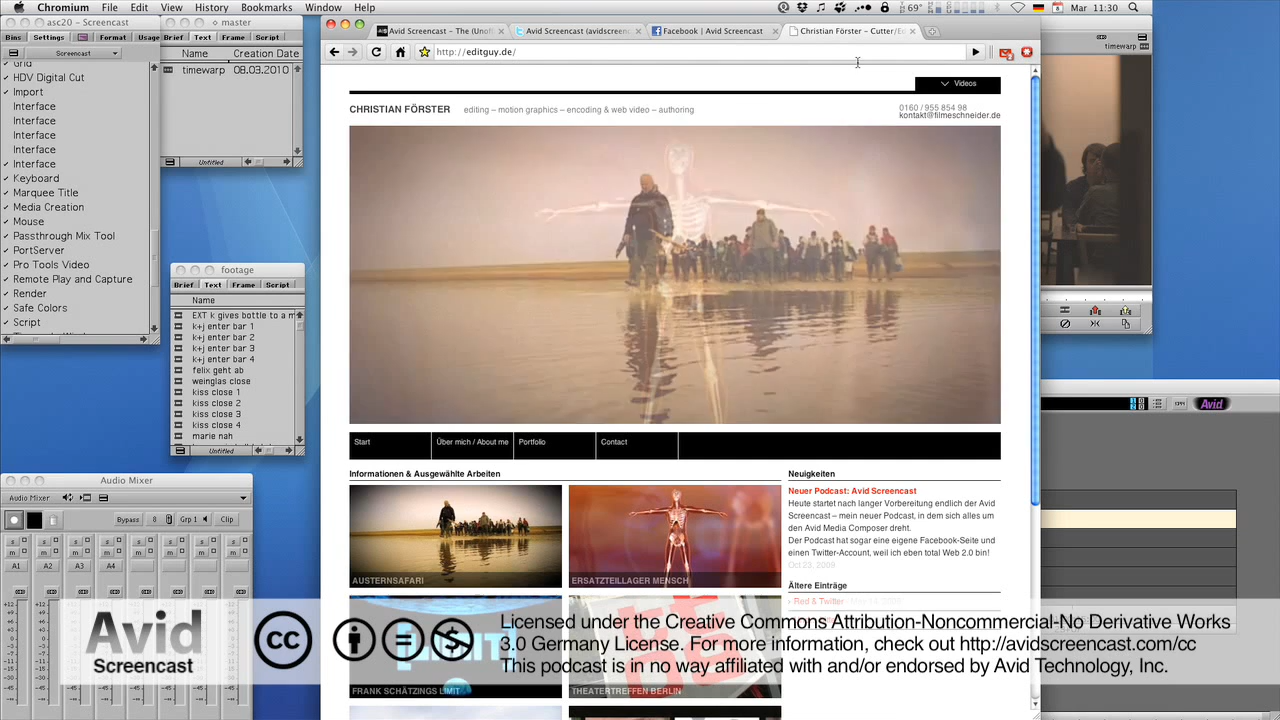 Chromium File Edit View History Bookmarks Window Help
69° Mar 11:30
asc20 – Screencast
Bins Settings Format Usage
Screencast
Grid
HDV Digital Cut
Import
Interface
Interface
Interface
Interface
Interface
Keyboard
Marquee Title
Media Creation
Mouse
Passthrough Mix Tool
PortServer
Pro Tools Video
Remote Play and Capture
Render
Safe Colors
Script
master
Brief Text Frame Script
Name Creation Date
timewarp 08.03.2010
Untitled
footage
Brief Text Frame Script
Name
EXT k gives bottle to a m
k+j enter bar 1
k+j enter bar 2
k+j enter bar 3
k+j enter bar 4
felix geht ab
weinglas close
kiss close 1
kiss close 2
kiss close 3
kiss close 4
marie nah
Untitled
Audio Mixer
Audio Mixer
Bypass 8 Grp 1 Clip
S S S S
M M M M
A1 A2 A3 A4
Avid Screencast – The (Unof
Avid Screencast (avidscreenc
Facebook | Avid Screencast
Christian Förster – Cutter/Ed
http://editguy.de/
Videos
CHRISTIAN FÖRSTER editing – motion graphics – encoding & web video – authoring
0160 / 955 854 98
kontakt@filmeschneider.de
Start Über mich / About me Portfolio Contact
Informationen & Ausgewählte Arbeiten
AUSTERNSAFARI
ERSATZTEILLAGER MENSCH
FRANK SCHÄTZINGS LIMIT
THEATERTREFFEN BERLIN
Neuigkeiten
Neuer Podcast: Avid Screencast
Heute startet nach langer Vorbereitung endlich der Avid
Screencast – mein neuer Podcast, in dem sich alles um
den Avid Media Composer dreht.
Der Podcast hat sogar eine eigene Facebook-Seite und
einen Twitter-Account, weil ich eben total Web 2.0 bin!
Oct 23, 2009
Ältere Einträge
Red & Twitter
timewarp
Avid
Avid
Screencast
cc
Licensed under the Creative Commons Attribution-Noncommercial-No Derivative Works
3.0 Germany License. For more information, check out http://avidscreencast.com/cc
This podcast is in no way affiliated with and/or endorsed by Avid Technology, Inc.